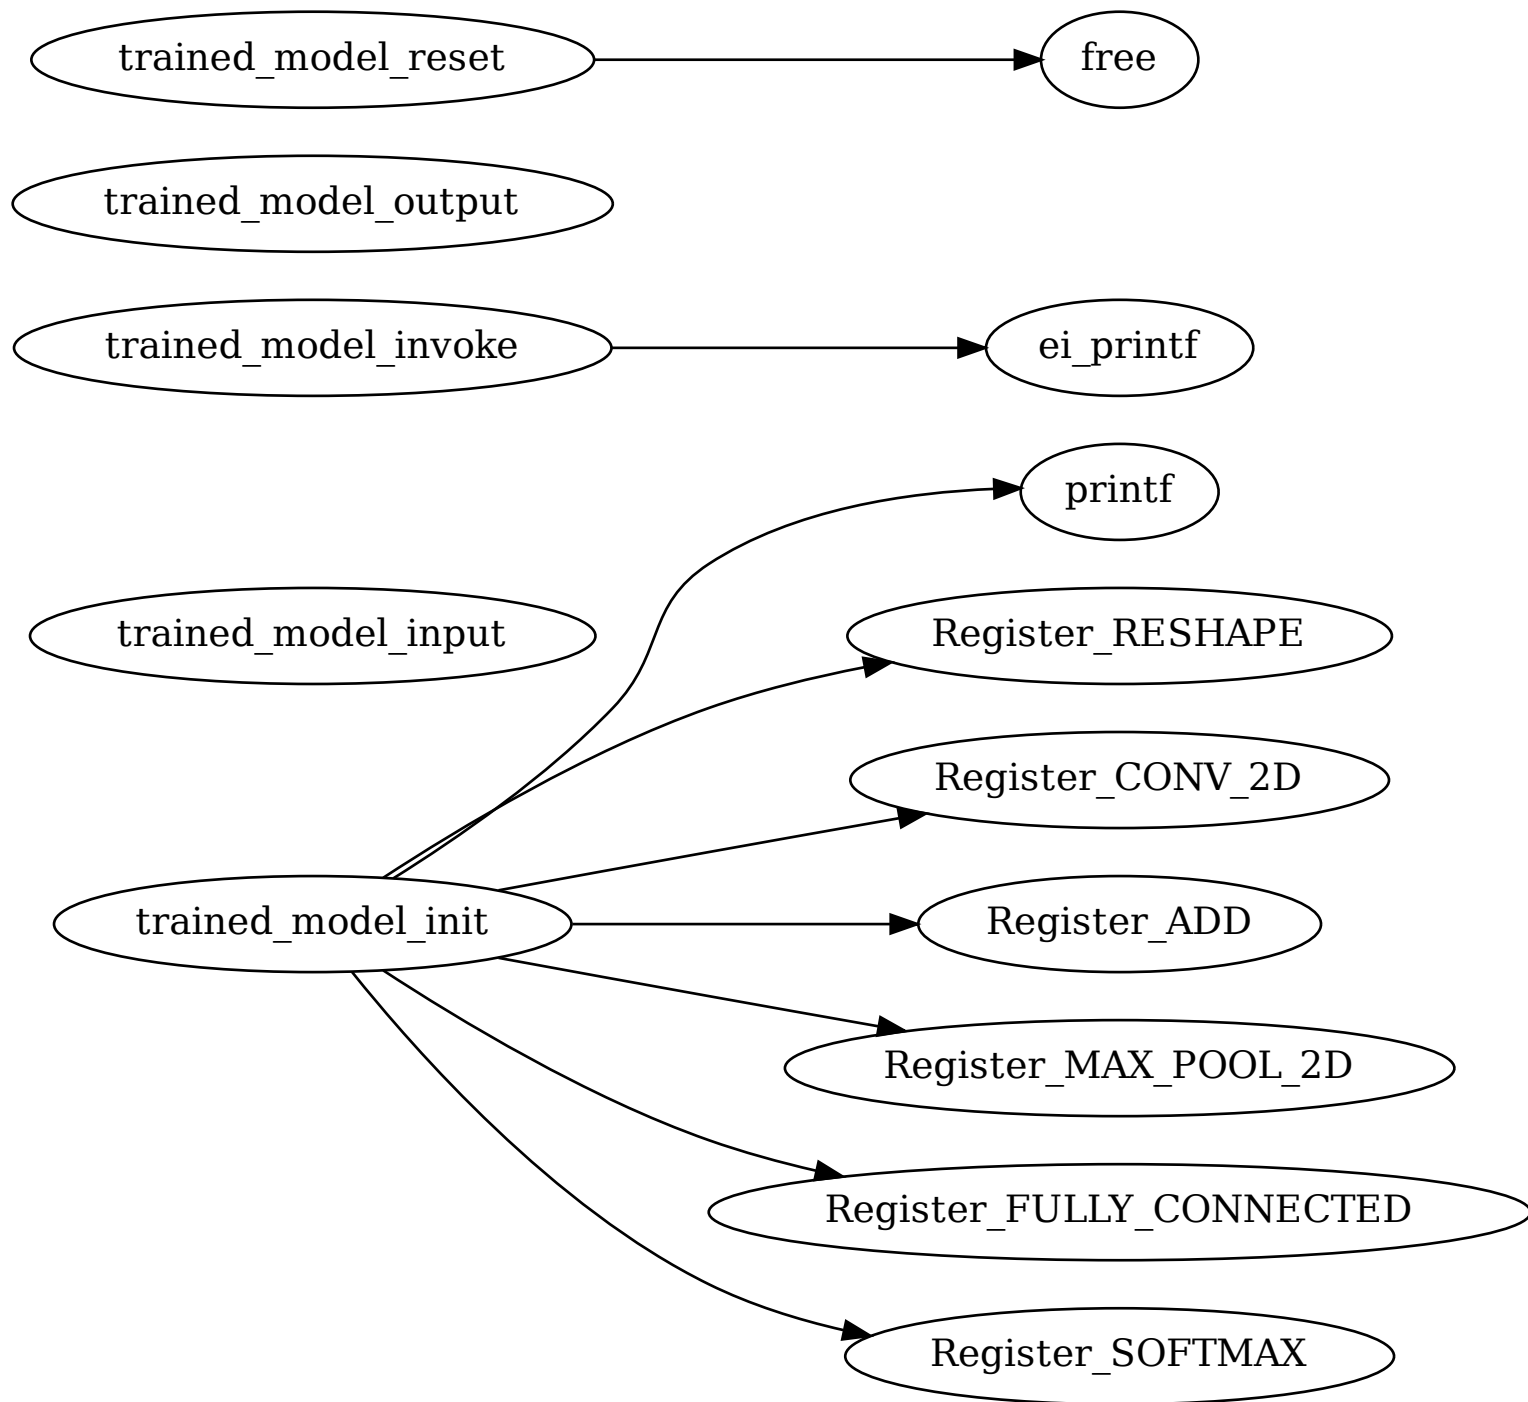 trained_model_reset
free
trained_model_output
trained_model_invoke
ei_printf
printf
trained_model_input
Register_RESHAPE
Register_CONV_2D
trained_model_init
Register_ADD
Register_MAX_POOL_2D
Register_FULLY_CONNECTED
Register_SOFTMAX